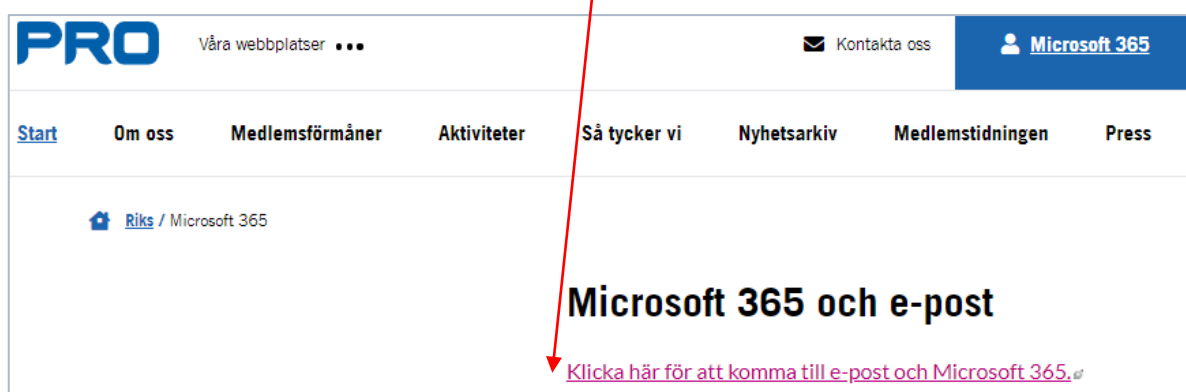 PRO Våra webbplatser ••• Kontakta oss Microsoft 365
Start Om oss Medlemsförmåner Aktiviteter Så tycker vi Nyhetsarkiv Medlemstidningen Press
Riks / Microsoft 365
Microsoft 365 och e-post
Klicka här för att komma till e-post och Microsoft 365.